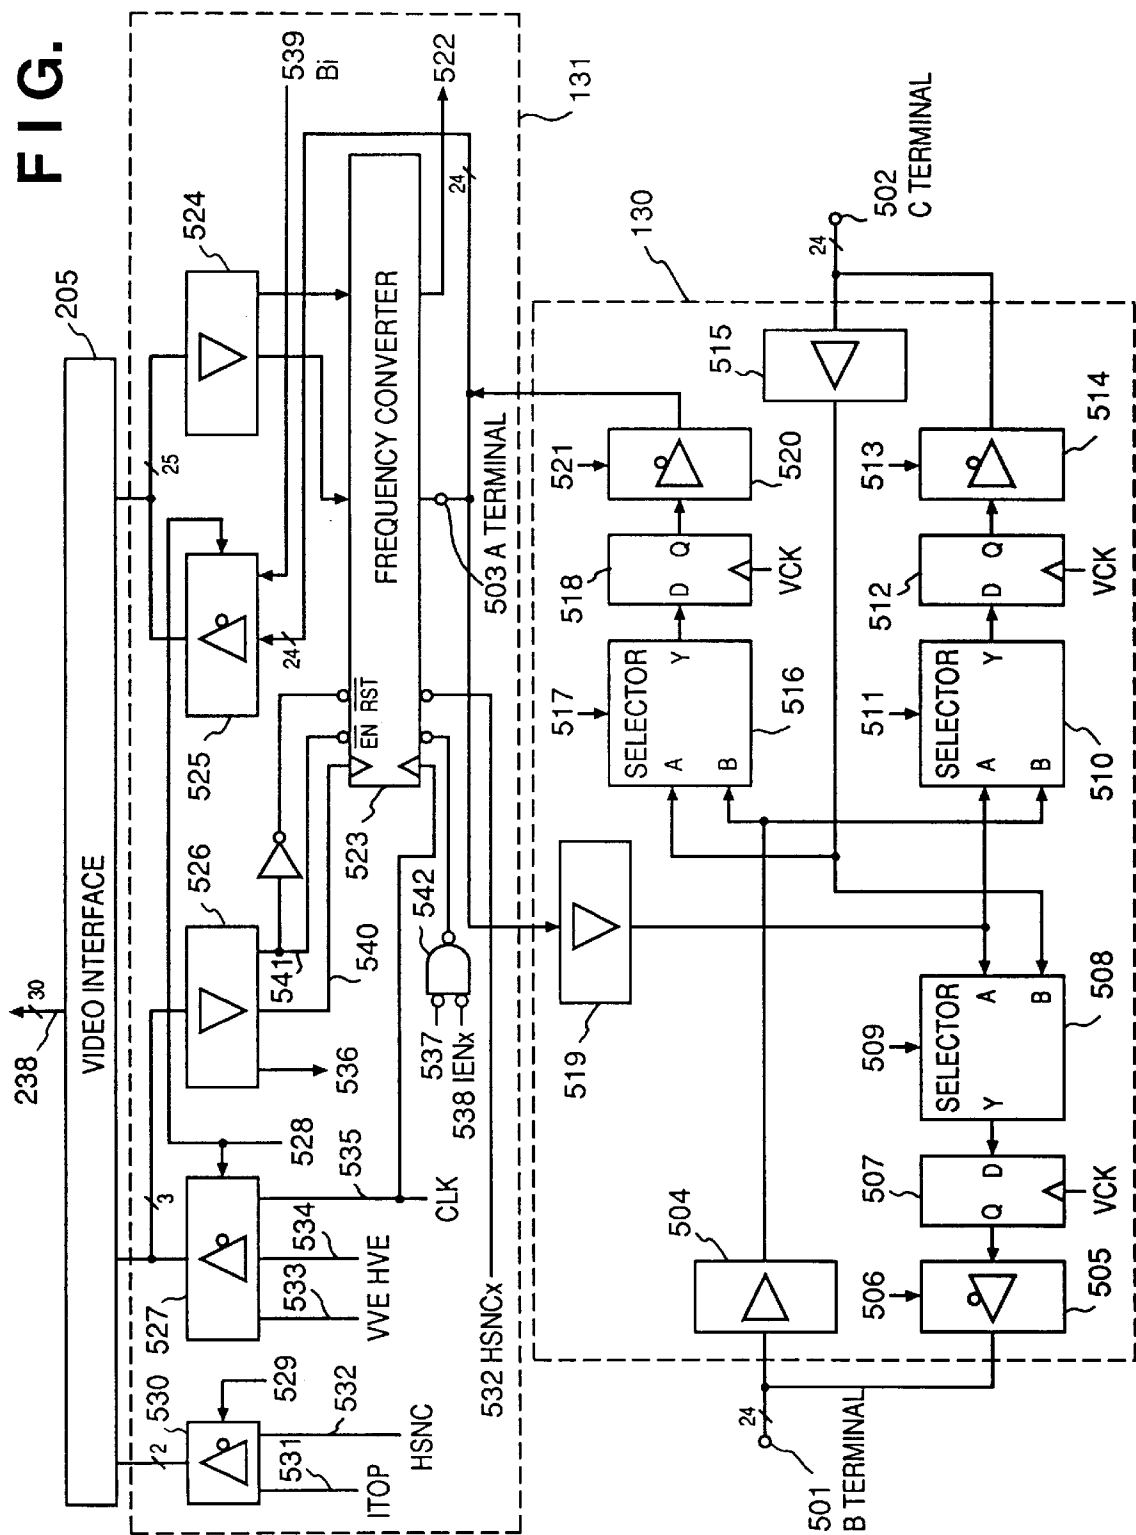 FIG.
238
30
VIDEO INTERFACE
205
530
2
529
531
532
ITOP
HSNC
527
3
528
533
534
535
VVE HVE
CLK
526
536
541
540
525
24
25
524
539
Bi
EN RST
523
FREQUENCY CONVERTER
522
537
538 IENx
542
532 HSNCx
503 A TERMINAL
24
131
130
519
517
SELECTOR
A
B
Y
516
518
D
Q
VCK
521
520
515
24
502
C TERMINAL
504
24
501
B TERMINAL
506
505
507
Q
D
VCK
509
SELECTOR
Y
A
B
508
511
SELECTOR
A
B
Y
510
512
D
Q
VCK
513
514